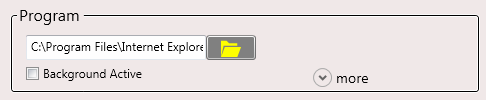 Program
C:\Program Files\Internet Explore
Background Active
more